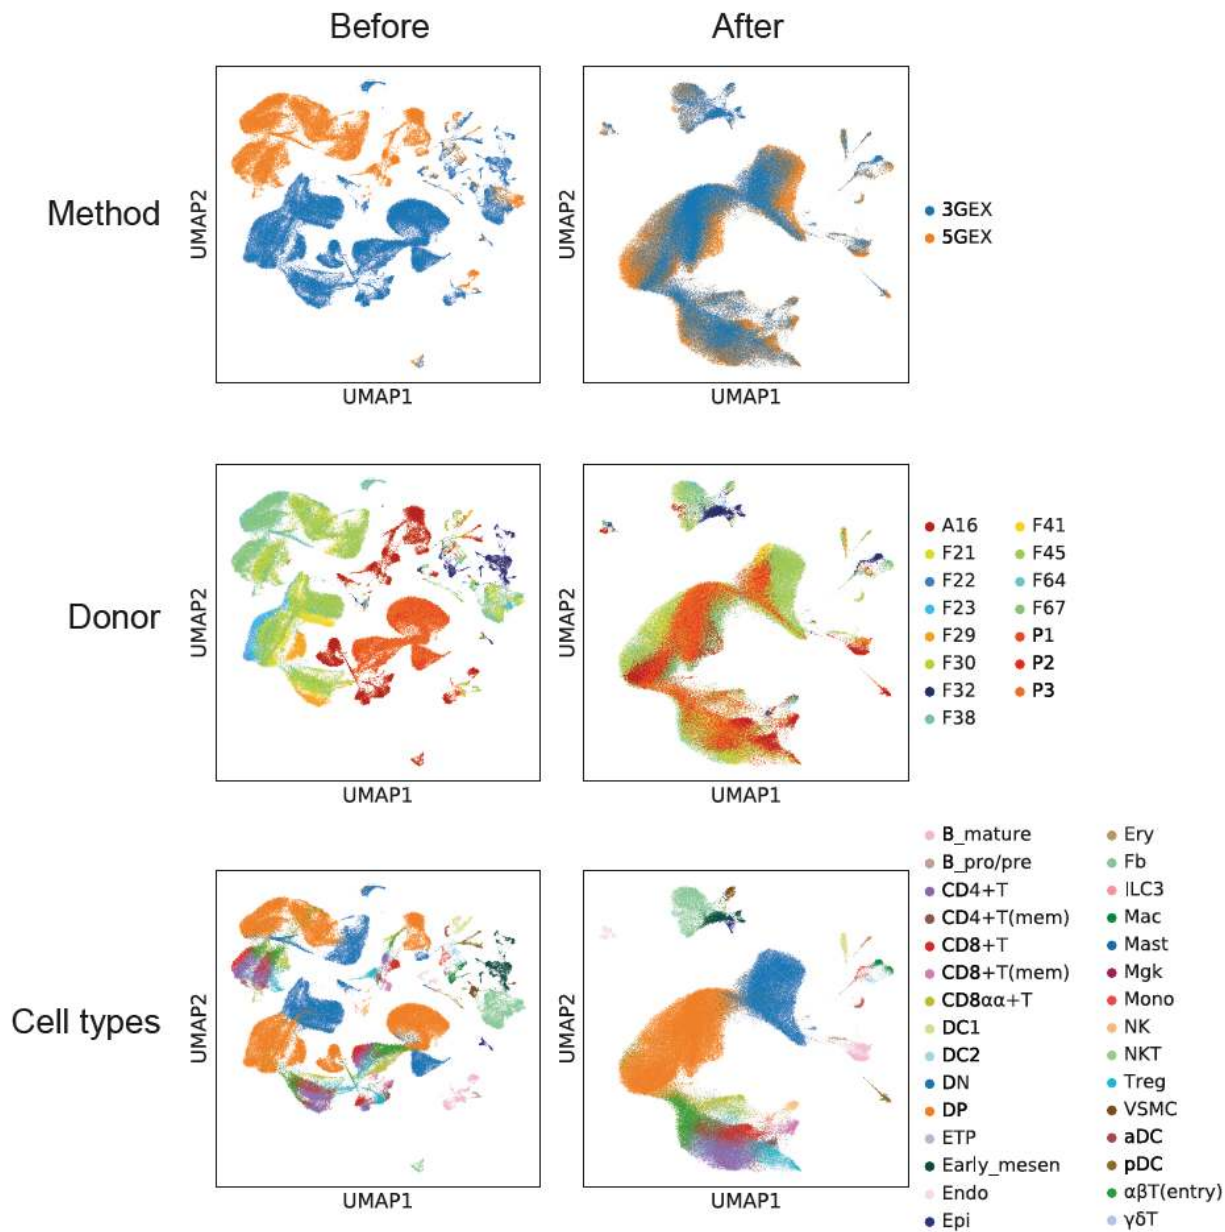 Before
After
UMAP2
UMAP1
UMAP2
UMAP1
Method
3GEX
5GEX
UMAP2
UMAP1
UMAP2
UMAP1
Donor
A16
F21
F22
F23
F29
F30
F32
F38
F41
F45
F64
F67
P1
P2
P3
UMAP2
UMAP1
UMAP2
UMAP1
Cell types
B_mature
B_pro/pre
CD4+T
CD4+T(mem)
CD8+T
CD8+T(mem)
CD8αα+T
DC1
DC2
DN
DP
ETP
Early_mesen
Endo
Epi
Ery
Fb
ILC3
Mac
Mast
Mgk
Mono
NK
NKT
Treg
VSMC
aDC
pDC
αβT(entry)
γδT